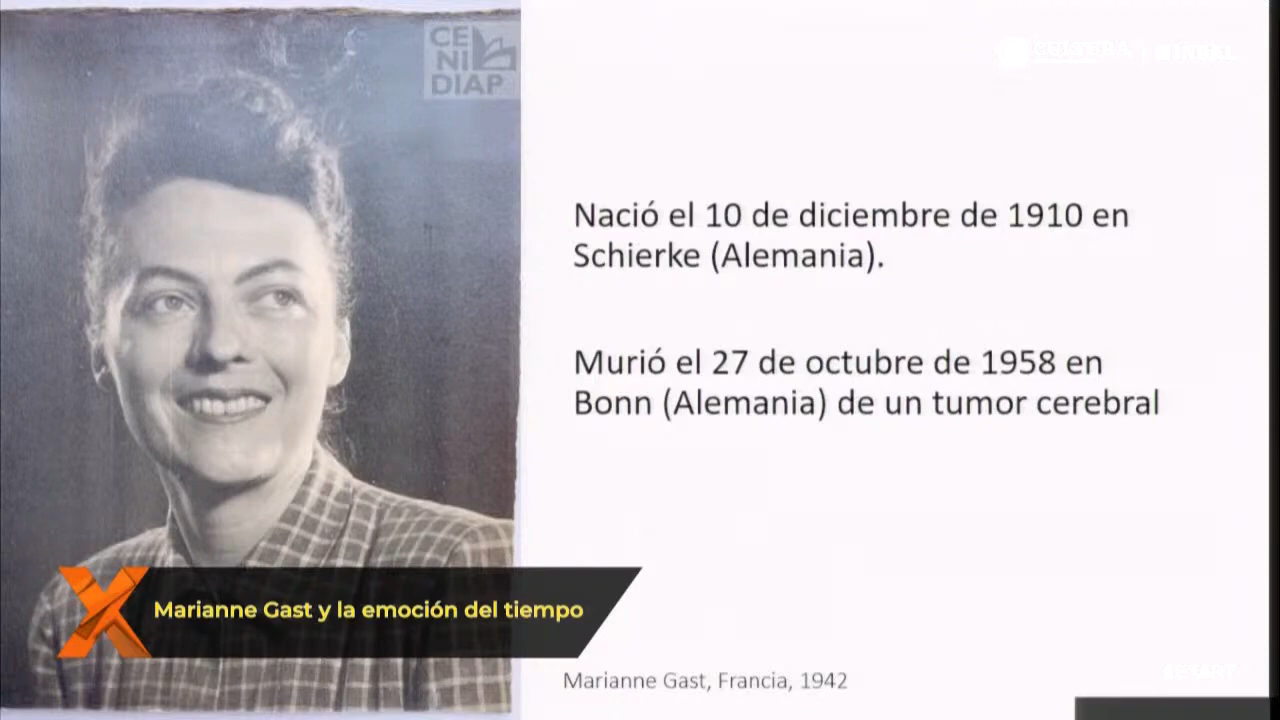 CE
NI
DIAP
Nació el 10 de diciembre de 1910 en
Schierke (Alemania).
Murió el 27 de octubre de 1958 en
Bonn (Alemania) de un tumor cerebral
Marianne Gast y la emoción del tiempo
Marianne Gast, Francia, 1942